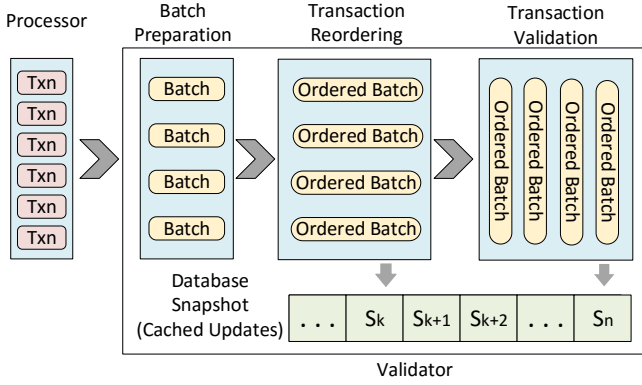 Processor
Batch
Preparation
Transaction
Reordering
Transaction
Validation
Txn
Txn
Txn
Txn
Txn
Txn
Batch
Batch
Batch
Batch
Ordered Batch
Ordered Batch
Ordered Batch
Ordered Batch
Ordered Batch
Ordered Batch
Ordered Batch
Ordered Batch
Database
Snapshot
(Cached Updates)
. . . Sk Sk+1 Sk+2 . . . Sn
Validator